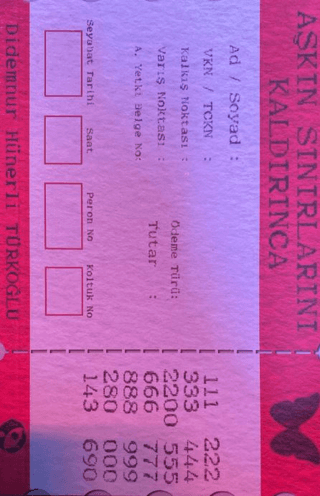 AŞKIN SINIRLARINI
KALDIRINCA
Ad / Soyad :
VKN / TCKN :
Kalkış Noktası :
Varış Noktası :
A. Yetki Belge No:
Ödeme Türü:
Tutar :
Seyahat Tarihi
Saat
Peron No
Koltuk No
111 222
333 444
2200 555
666 777
888 999
280 000
143 690
Didemnur Hünerli TÜRKOĞLU